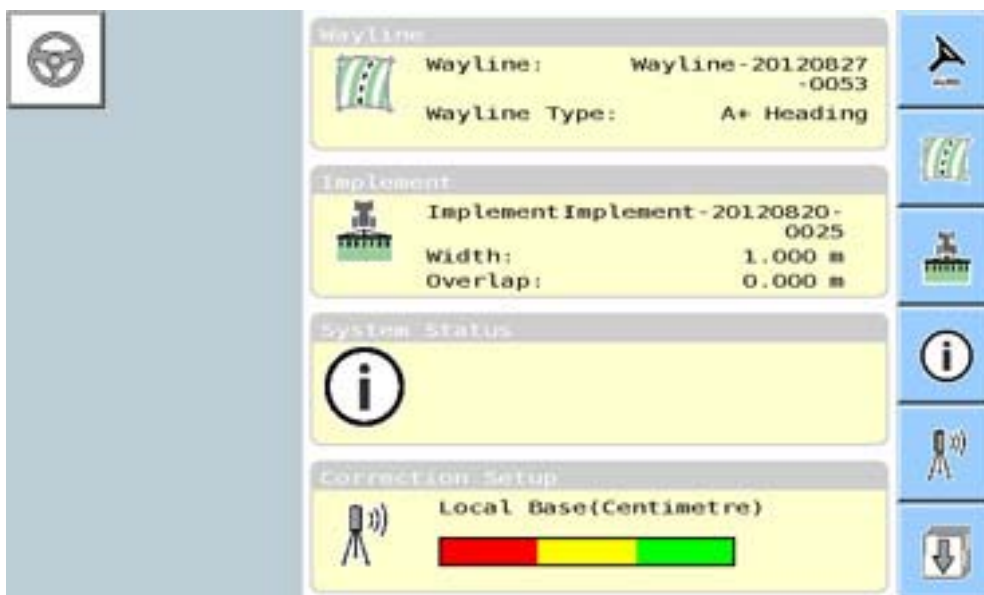 Wayline
Wayline: Wayline-20120827
-0053
Wayline Type: A+ Heading
Implement
Implement Implement-20120820-
0025
Width: 1.000 m
Overlap: 0.000 m
System Status
Correction Setup
Local Base(Centimetre)